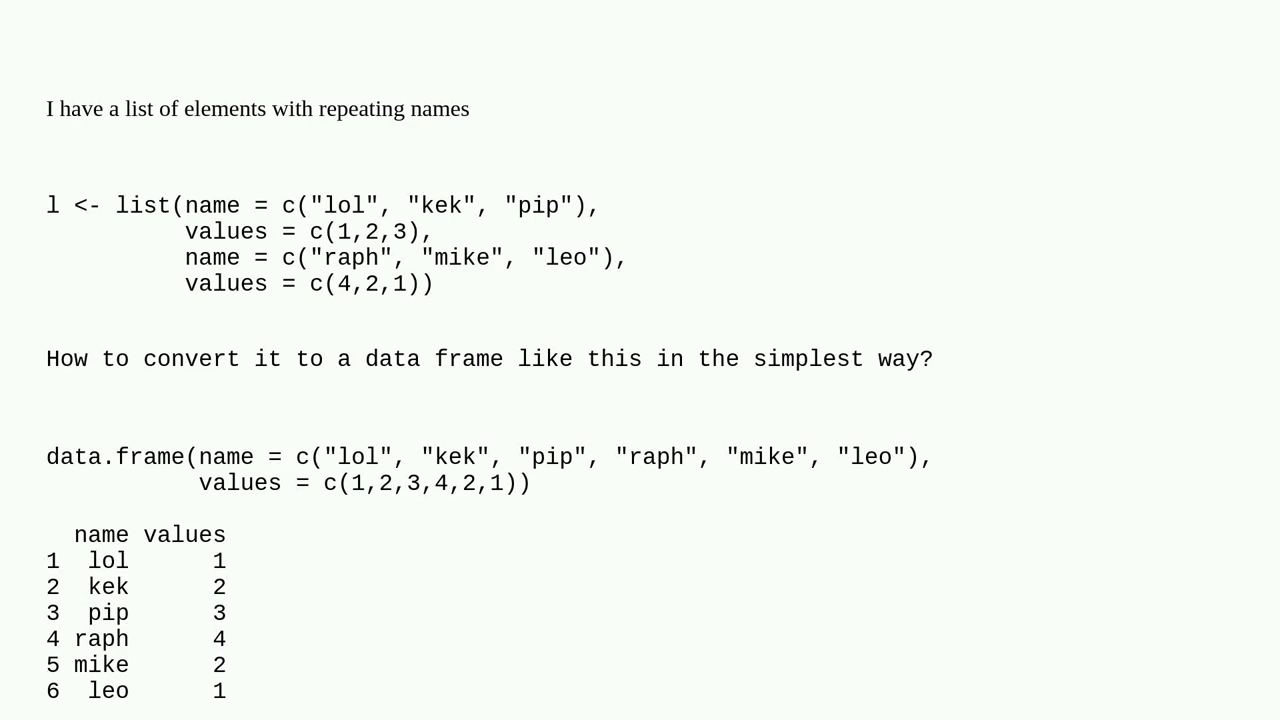 I have a list of elements with repeating names
l <- list(name = c("lol", "kek", "pip"),
          values = c(1,2,3),
          name = c("raph", "mike", "leo"),
          values = c(4,2,1))
How to convert it to a data frame like this in the simplest way?
data.frame(name = c("lol", "kek", "pip", "raph", "mike", "leo"),
           values = c(1,2,3,4,2,1))
  name values
1  lol      1
2  kek      2
3  pip      3
4 raph      4
5 mike      2
6  leo      1